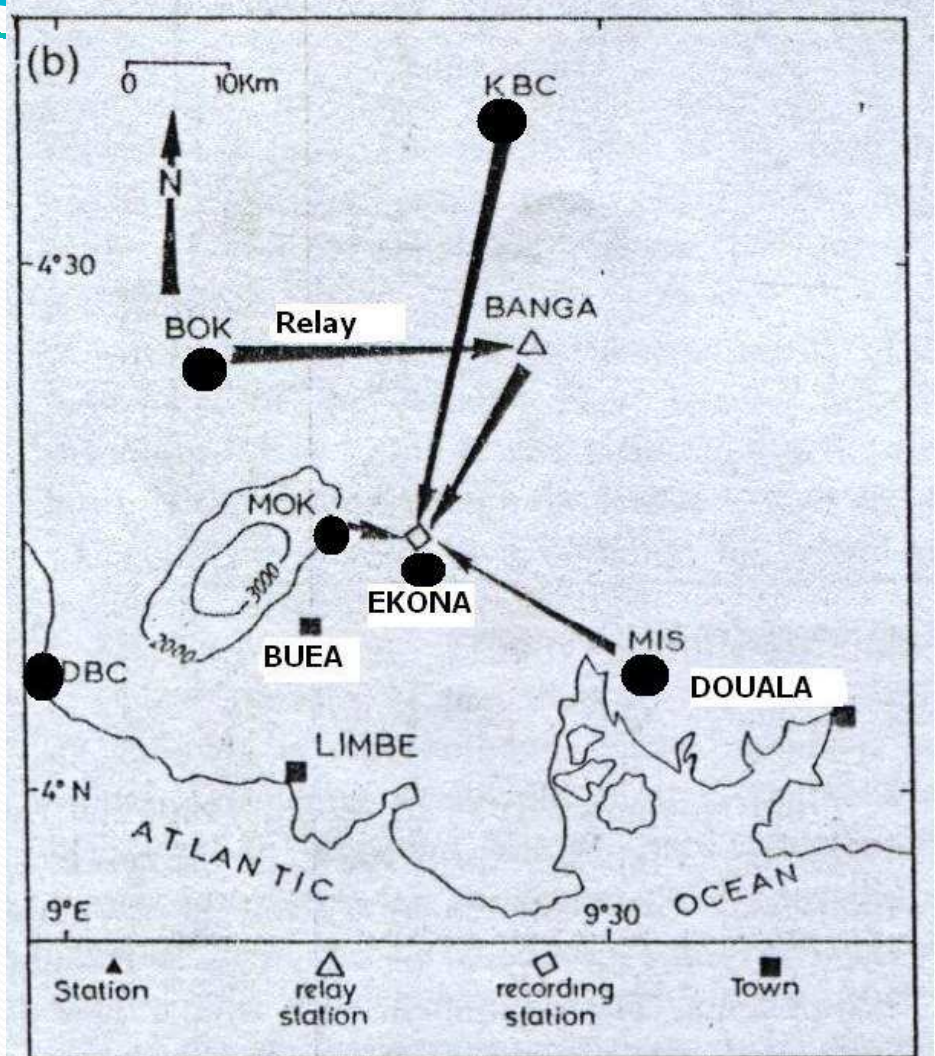 (b)
0 10Km
KBC
N
4°30
BANGA
BOK
Relay
MOK
3000
2000
EKONA
BUEA
MIS
DBC
DOUALA
LIMBE
4° N
ATLANTIC
OCEAN
9°E
9°30
Station
relay
station
recording
station
Town